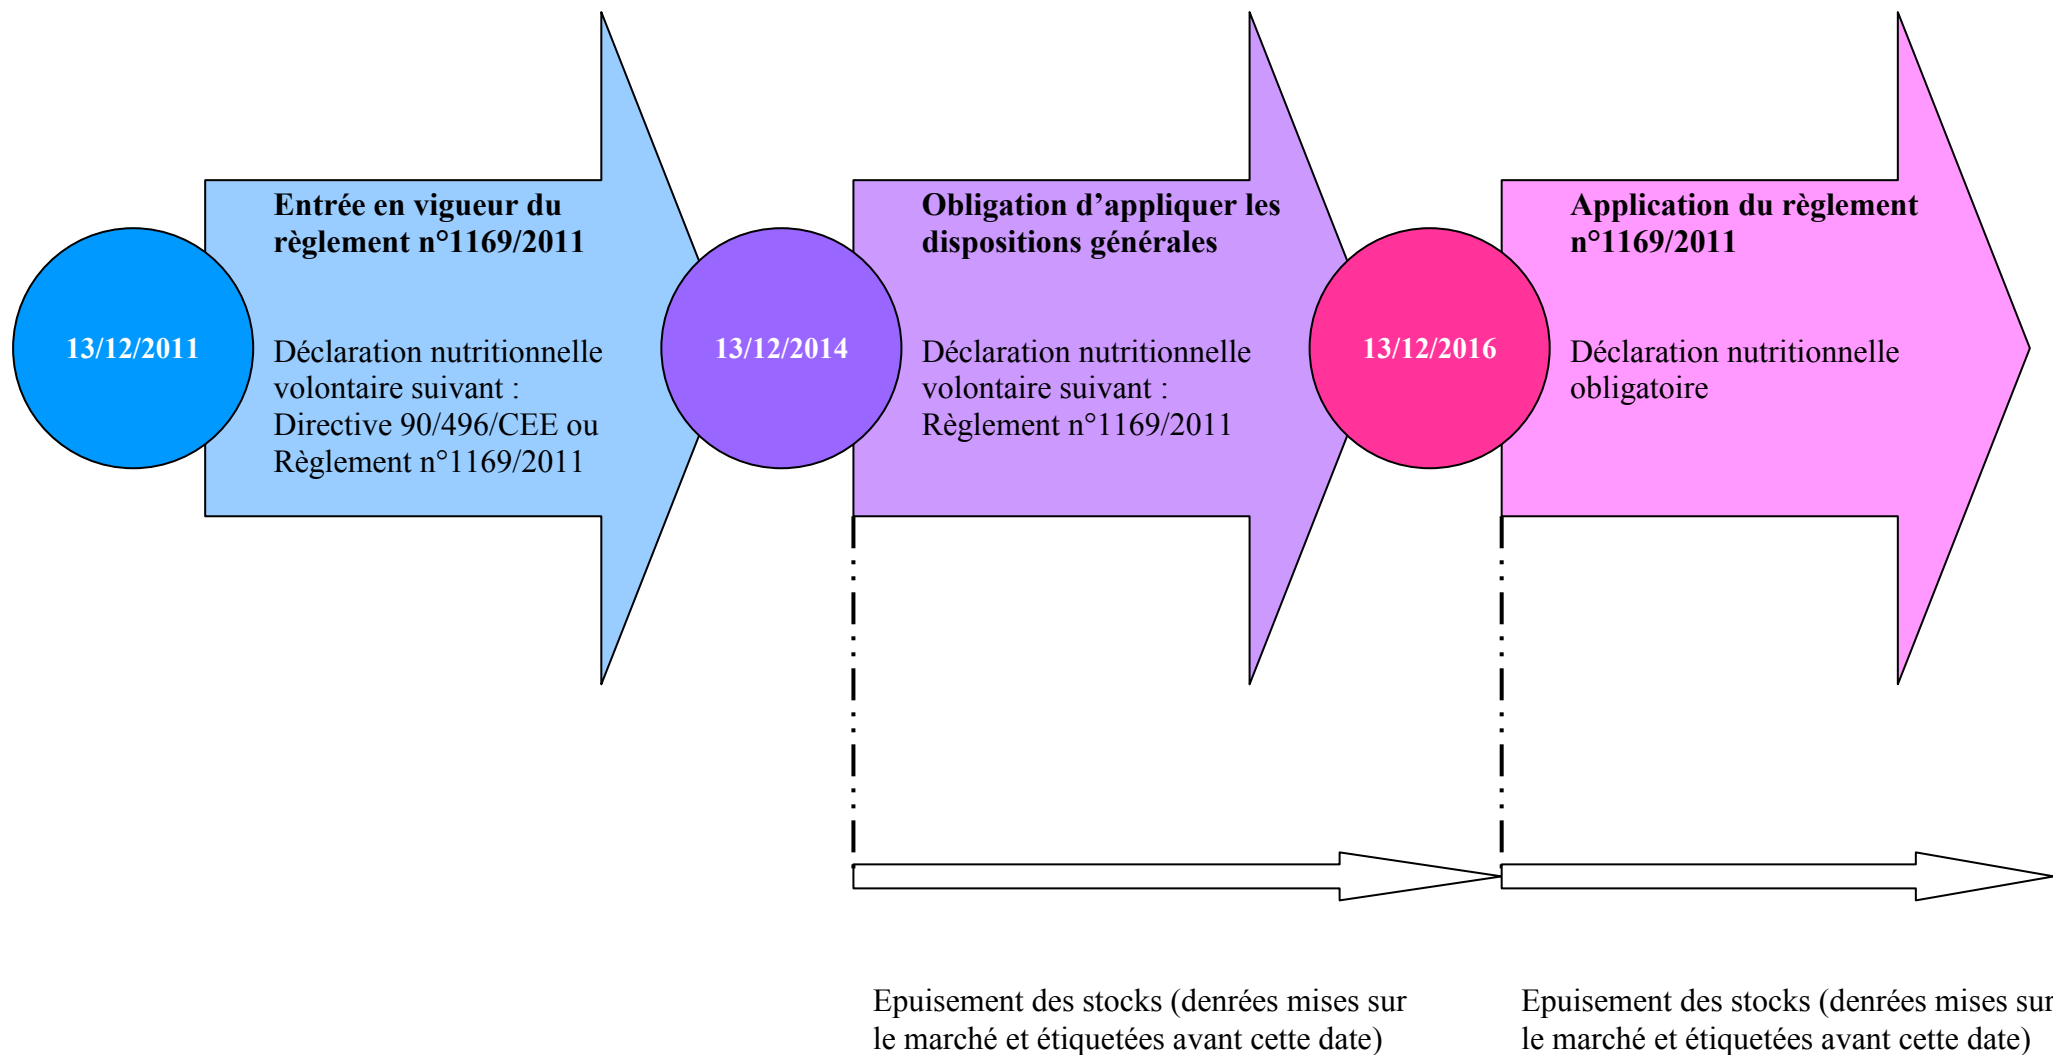 13/12/2011
Entrée en vigueur du
règlement n°1169/2011
Déclaration nutritionnelle
volontaire suivant :
Directive 90/496/CEE ou
Règlement n°1169/2011
13/12/2014
Obligation d’appliquer les
dispositions générales
Déclaration nutritionnelle
volontaire suivant :
Règlement n°1169/2011
13/12/2016
Application du règlement
n°1169/2011
Déclaration nutritionnelle
obligatoire
Epuisement des stocks (denrées mises sur
le marché et étiquetées avant cette date)
Epuisement des stocks (denrées mises sur
le marché et étiquetées avant cette date)